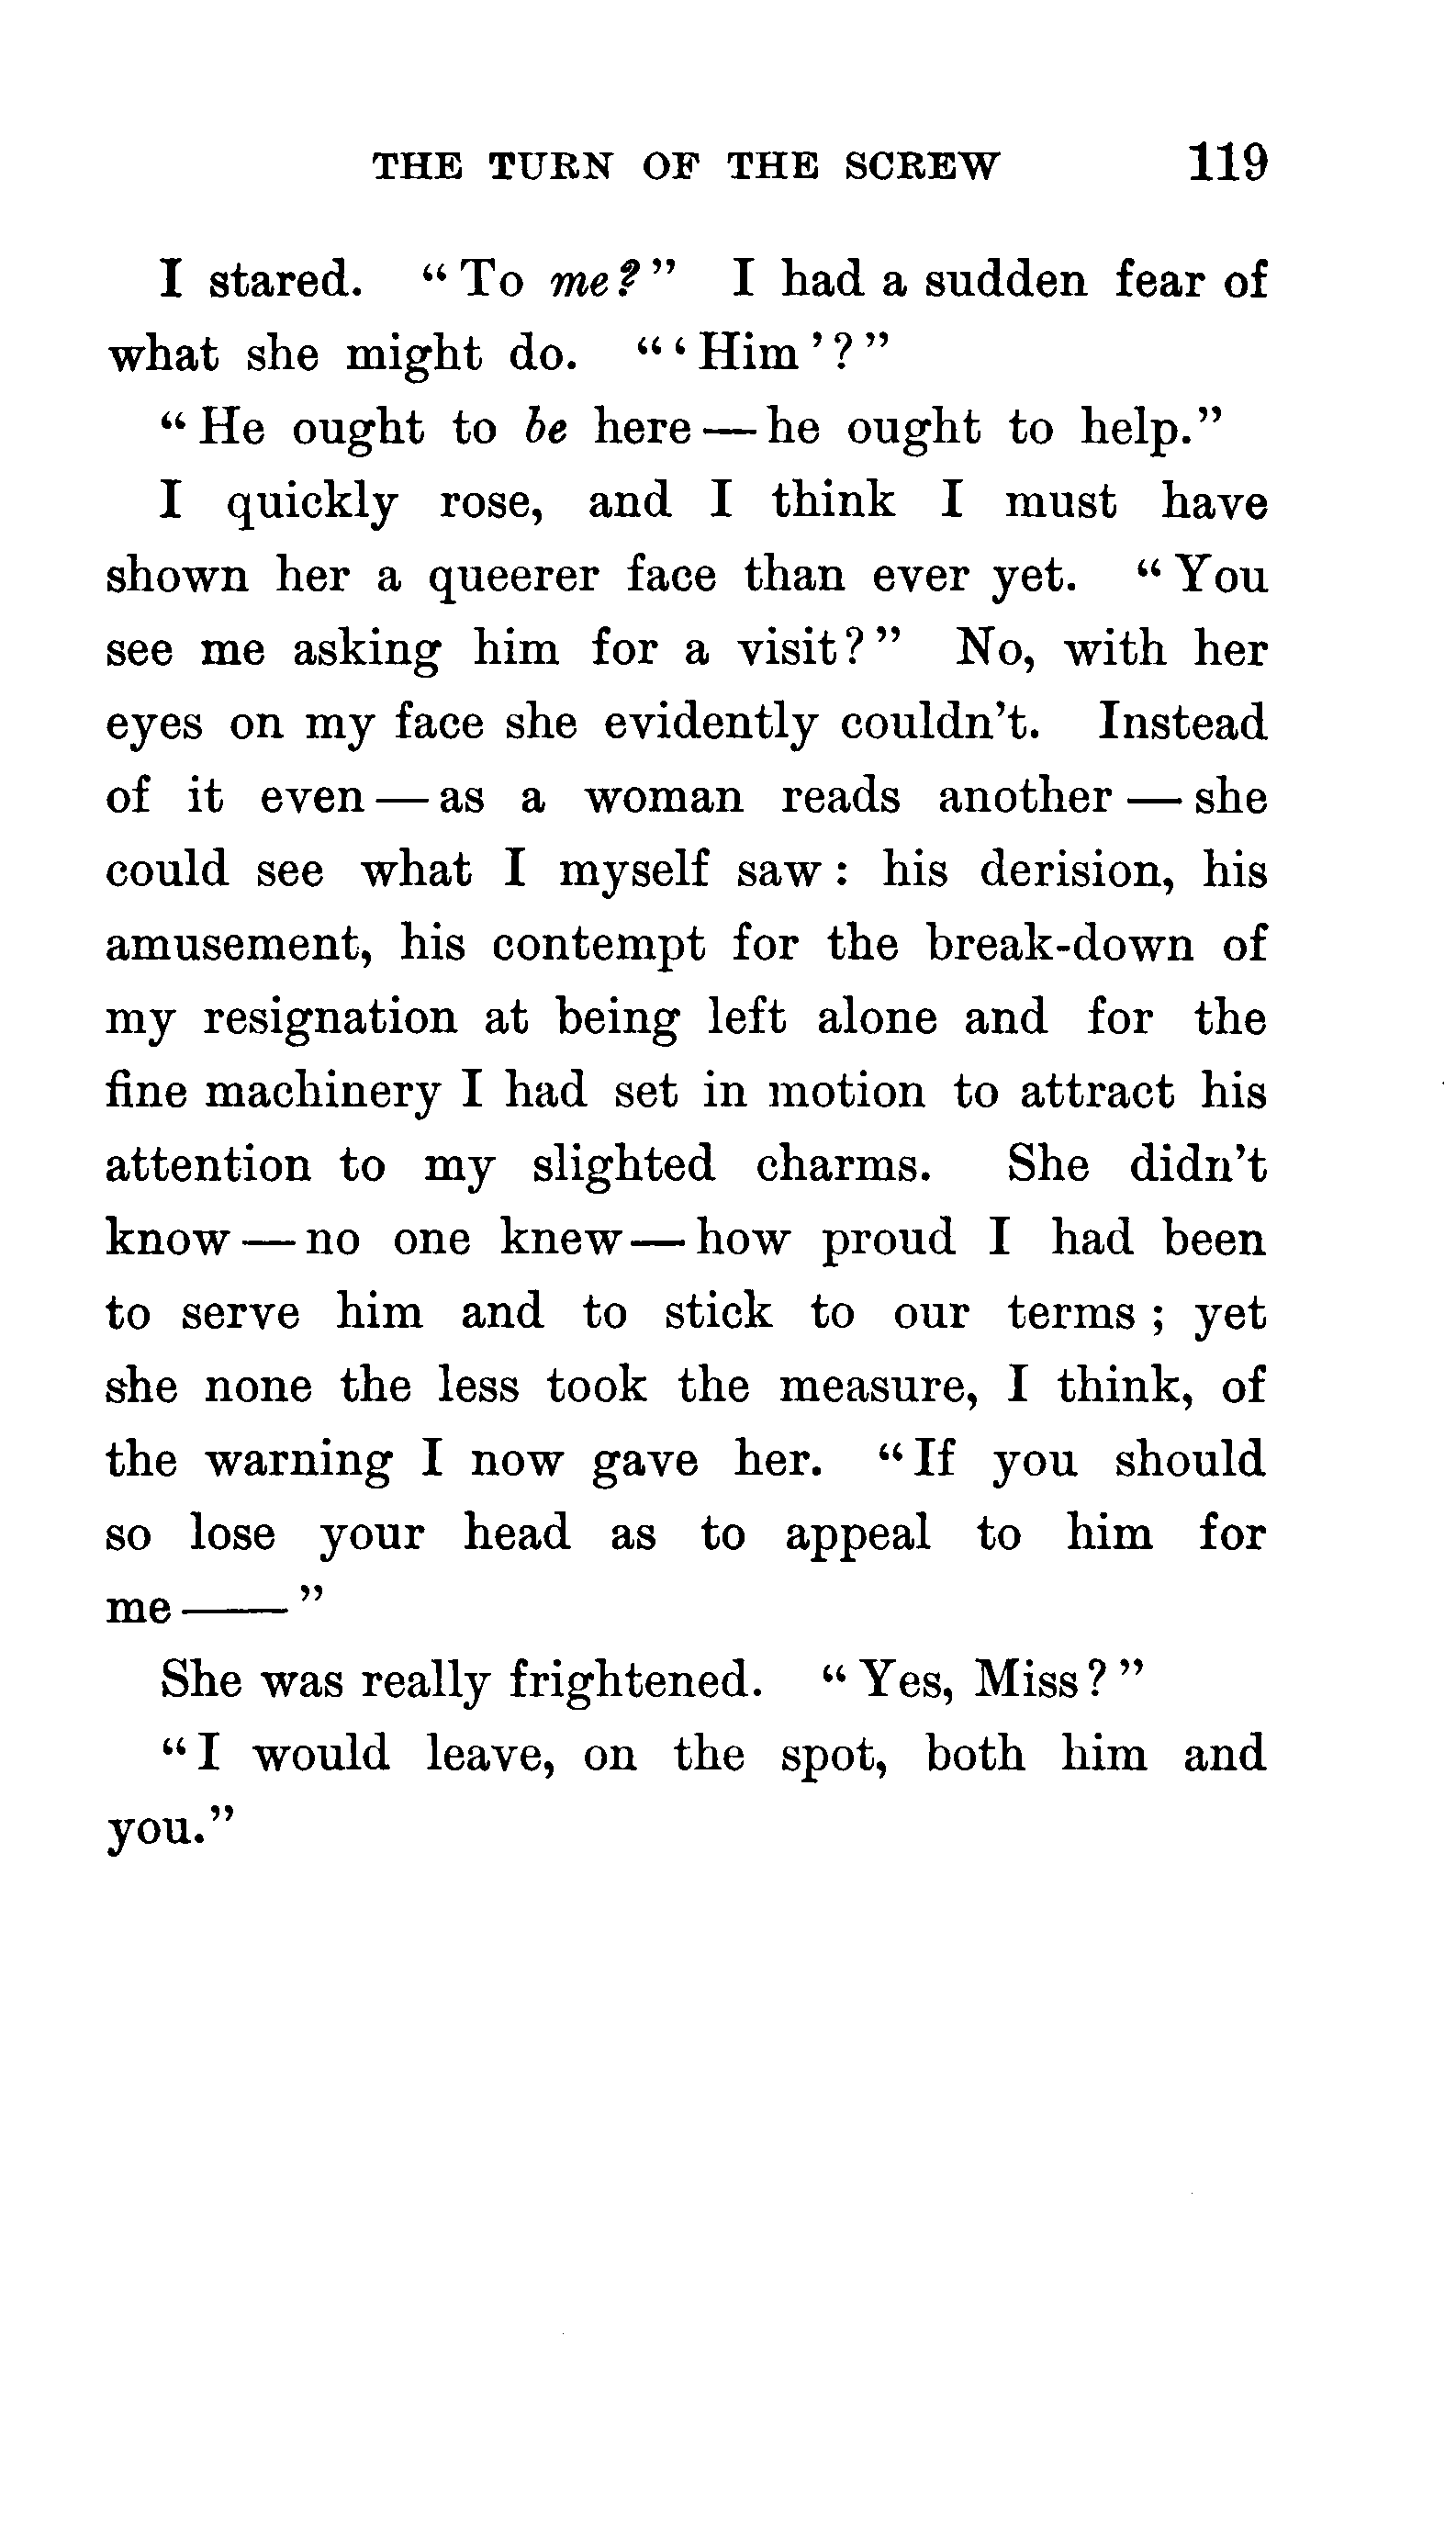 THE TURN OF THE SCREW 119
I stared. “To me?” I had a sudden fear of
what she might do. “‘Him’?”
“He ought to be here—he ought to help.”
I quickly rose, and I think I must have
shown her a queerer face than ever yet. “You
see me asking him for a visit?” No, with her
eyes on my face she evidently couldn’t. Instead
of it even—as a woman reads another—she
could see what I myself saw: his derision, his
amusement, his contempt for the break-down of
my resignation at being left alone and for the
fine machinery I had set in motion to attract his
attention to my slighted charms. She didn’t
know—no one knew—how proud I had been
to serve him and to stick to our terms; yet
she none the less took the measure, I think, of
the warning I now gave her. “If you should
so lose your head as to appeal to him for
me——”
She was really frightened. “Yes, Miss?”
“I would leave, on the spot, both him and
you.”